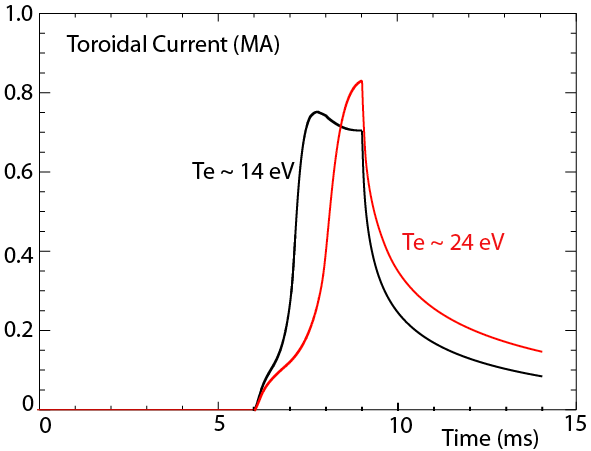 1.0
Toroidal Current (MA)
0.8
0.6
Te ~ 14 eV
0.4
Te ~ 24 eV
0.2
0
0 5 10 15
Time (ms)